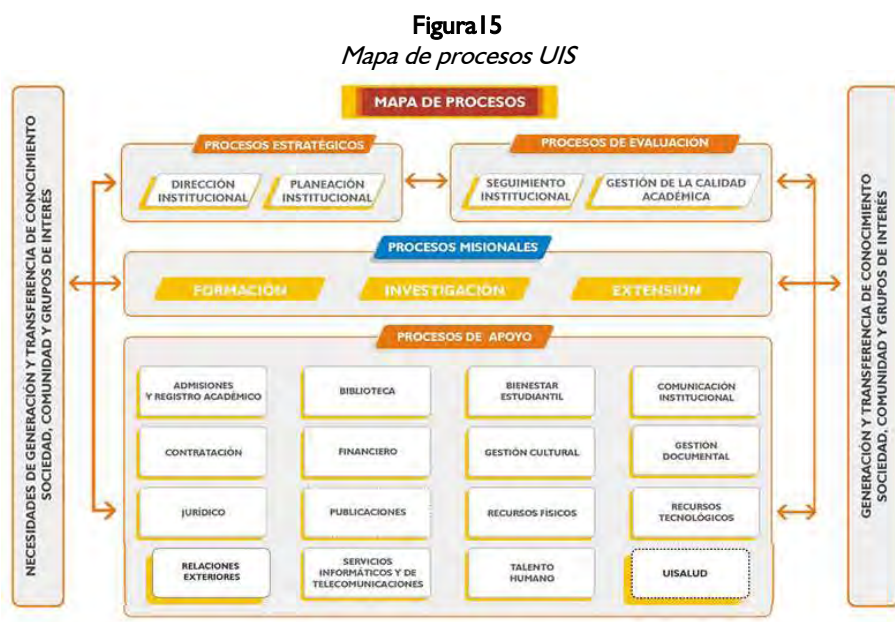 Figura15
Mapa de procesos UIS
MAPA DE PROCESOS
NECESIDADES DE GENERACIÓN Y TRANSFERENCIA DE CONOCIMIENTO
SOCIEDAD, COMUNIDAD Y GRUPOS DE INTERÉS
PROCESOS ESTRATÉGICOS
DIRECCIÓN
INSTITUCIONAL
PLANEACIÓN
INSTITUCIONAL
PROCESOS DE EVALUACIÓN
SEGUIMIENTO
INSTITUCIONAL
GESTIÓN DE LA CALIDAD
ACADÉMICA
PROCESOS MISIONALES
FORMACIÓN
INVESTIGACIÓN
EXTENSIÓN
PROCESOS DE APOYO
ADMISIONES
Y REGISTRO ACADÉMICO
BIBLIOTECA
BIENESTAR
ESTUDIANTIL
COMUNICACIÓN
INSTITUCIONAL
CONTRATACIÓN
FINANCIERO
GESTIÓN CULTURAL
GESTIÓN
DOCUMENTAL
JURÍDICO
PUBLICACIONES
RECURSOS FÍSICOS
RECURSOS
TECNOLÓGICOS
RELACIONES
EXTERIORES
SERVICIOS
INFORMÁTICOS Y DE
TELECOMUNICACIONES
TALENTO
HUMANO
UISALUD
GENERACIÓN Y TRANSFERENCIA DE CONOCIMIENTO
SOCIEDAD, COMUNIDAD Y GRUPOS DE INTERÉS